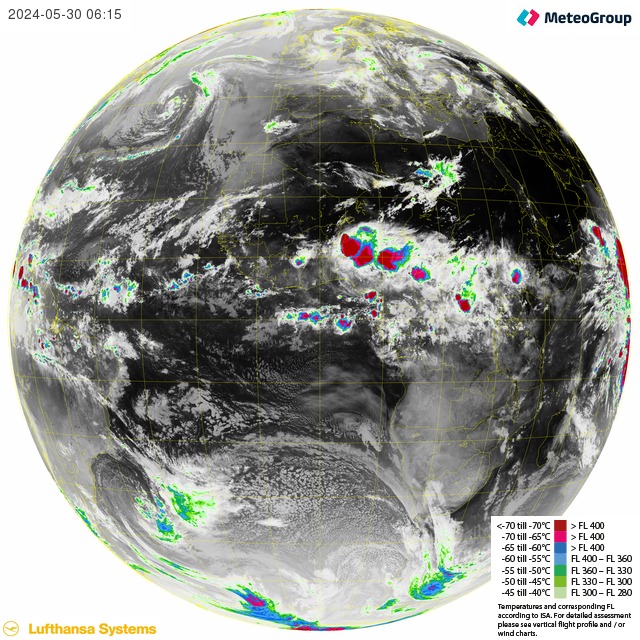 2024-05-30 06:15
MeteoGroup
<-70 till -70°C > FL 400
-70 till -65°C > FL 400
-65 till -60°C > FL 400
-60 till -55°C FL 400 – FL 360
-55 till -50°C FL 360 – FL 330
-50 till -45°C FL 330 – FL 300
-45 till -40°C FL 300 – FL 280
Temperatures and corresponding FL
according to ISA. For detailed assessment
please see vertical flight profile and / or
wind charts.
Lufthansa Systems